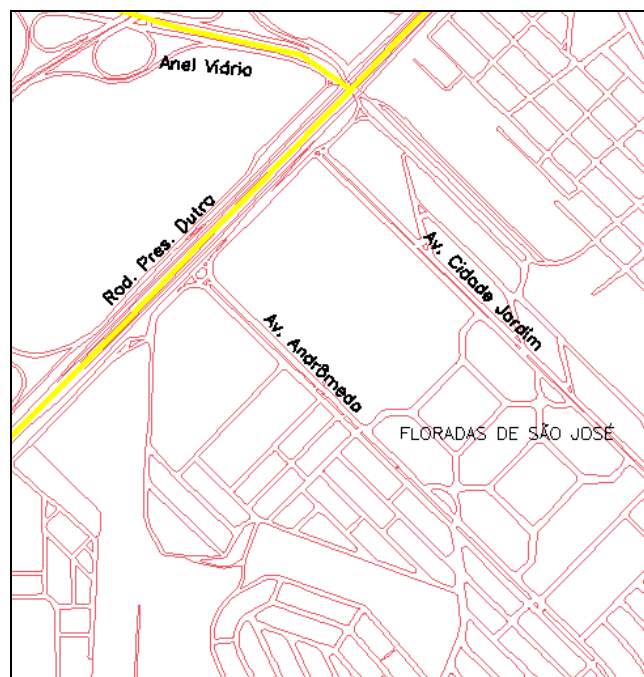 Anel Viário
Rod. Pres. Dutra
Av. Cidade Jardim
Av. Andrômeda
FLORADAS DE SÃO JOSÉ